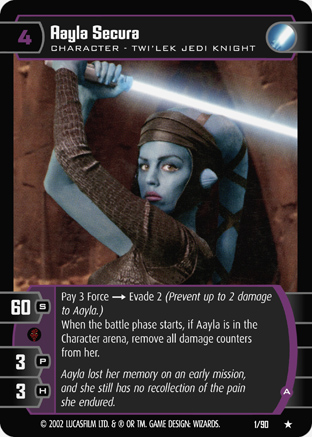 4 Aayla Secura
CHARACTER - TWI'LEK JEDI KNIGHT
60 S
Pay 3 Force → Evade 2 (Prevent up to 2 damage
to Aayla.)
When the battle phase starts, if Aayla is in the
Character arena, remove all damage counters
from her.
3 P
3 H
Aayla lost her memory on an early mission,
and she still has no recollection of the pain
she endured.
A
© 2002 LUCASFILM LTD. & ® OR TM. GAME DESIGN: WIZARDS. 1/90 ★